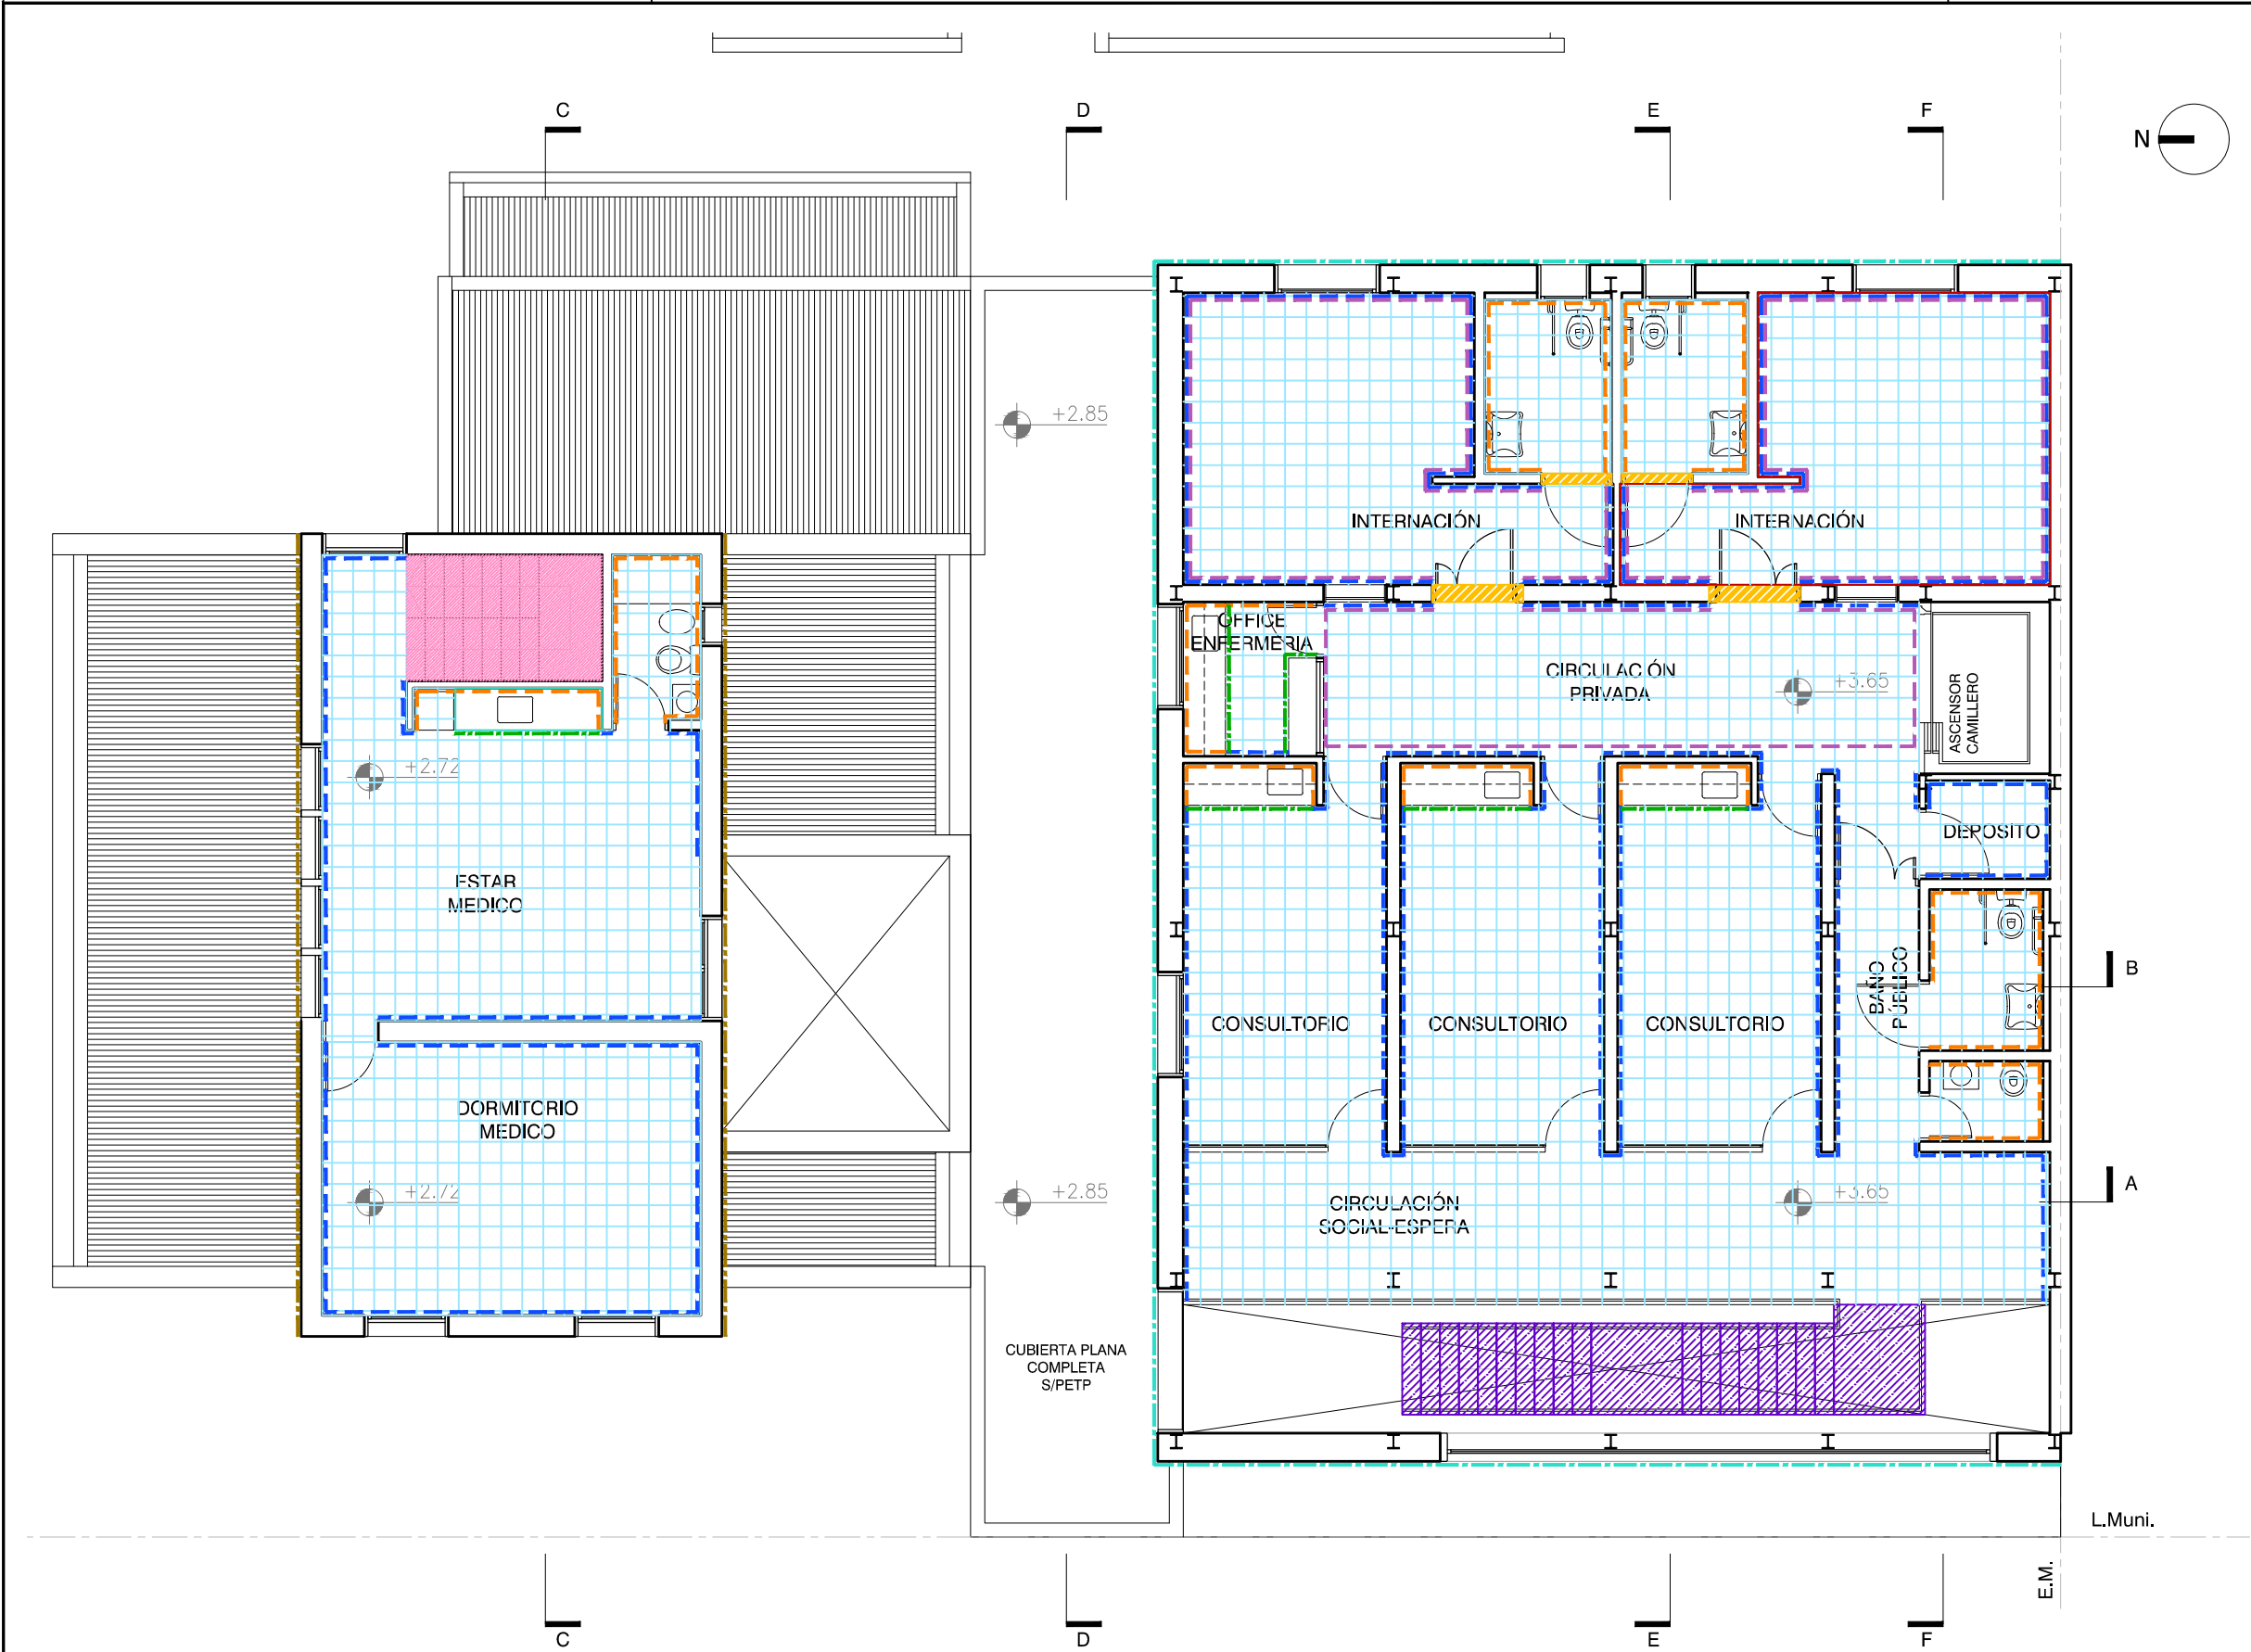 C
D
E
F
N
+2.85
INTERNACIÓN
INTERNACIÓN
OFFICE
ENFERMERIA
CIRCULACIÓN
PRIVADA
+3.65
ASCENSOR
CAMILLERO
+2.72
DEPOSITO
ESTAR
MEDICO
BAÑO
PÚBLICO
B
CONSULTORIO
CONSULTORIO
CONSULTORIO
DORMITORIO
MEDICO
A
+2.72
+2.85
CIRCULACIÓN
SOCIAL-ESPERA
+3.65
CUBIERTA PLANA
COMPLETA
S/PETP
L.Muni.
E.M.
C
D
E
F